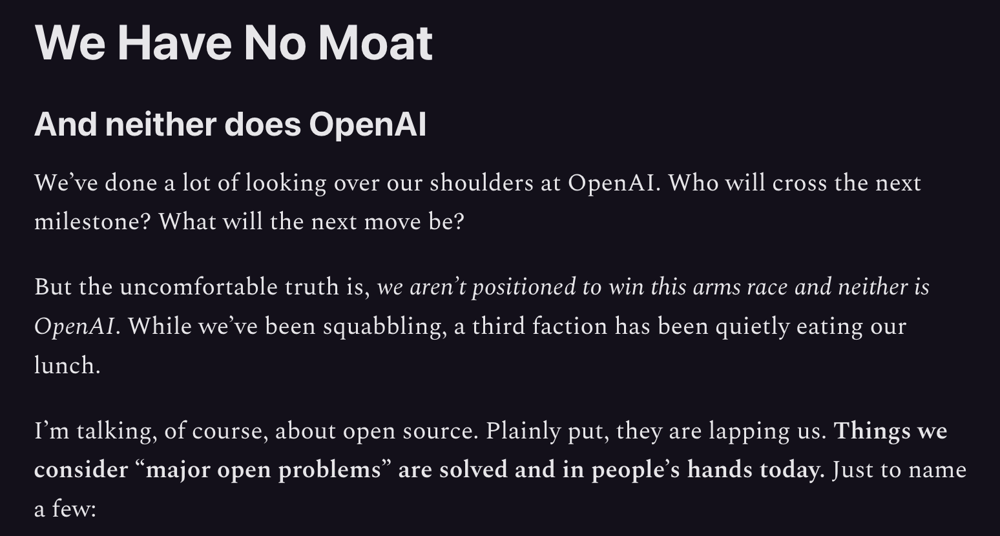 We Have No Moat
And neither does OpenAI
We’ve done a lot of looking over our shoulders at OpenAI. Who will cross the next
milestone? What will the next move be?
But the uncomfortable truth is, we aren’t positioned to win this arms race and neither is
OpenAI. While we’ve been squabbling, a third faction has been quietly eating our
lunch.
I’m talking, of course, about open source. Plainly put, they are lapping us. Things we
consider “major open problems” are solved and in people’s hands today. Just to name
a few: